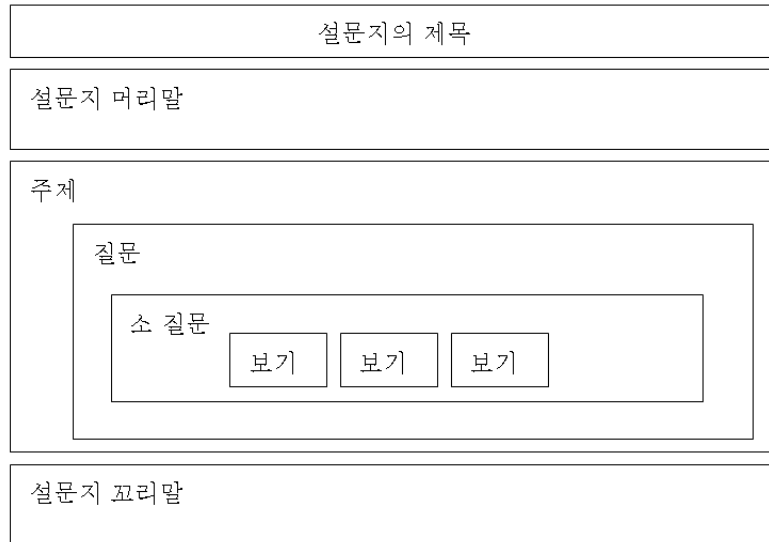 설문지의 제목
설문지 머리말
주제
질문
소 질문
보기 보기 보기
설문지 꼬리말